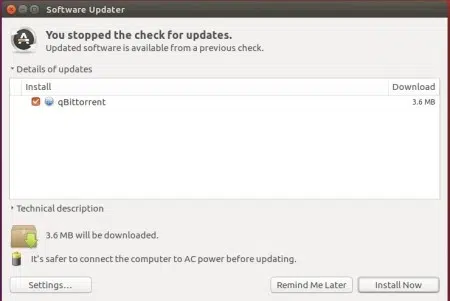 Software Updater
You stopped the check for updates.
Updated software is available from a previous check.
Details of updates
Install Download
qBittorrent 3.6 MB
Technical description
3.6 MB will be downloaded.
It's safer to connect the computer to AC power before updating.
Settings... Remind Me Later Install Now